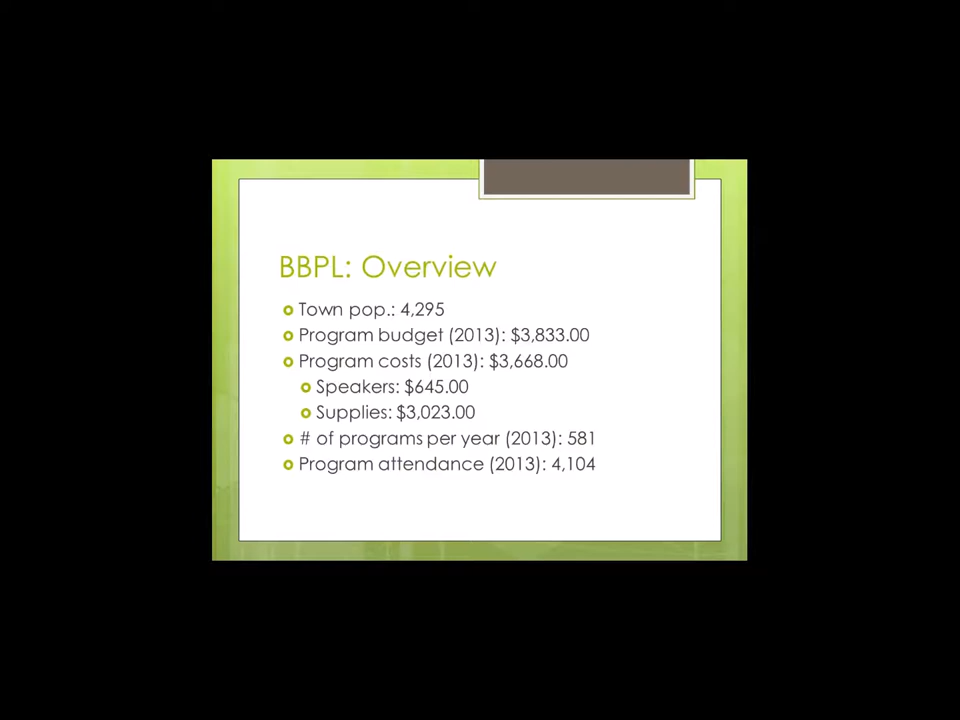 BBPL: Overview
Town pop.: 4,295
Program budget (2013): $3,833.00
Program costs (2013): $3,668.00
Speakers: $645.00
Supplies: $3,023.00
# of programs per year (2013): 581
Program attendance (2013): 4,104